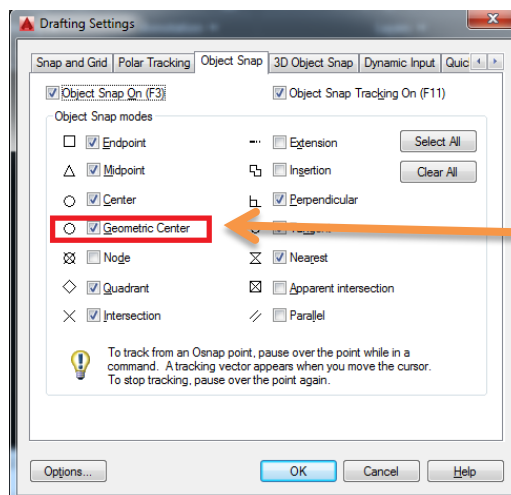 Drafting Settings
Snap and Grid Polar Tracking Object Snap 3D Object Snap Dynamic Input Quic
Object Snap On (F3) Object Snap Tracking On (F11)
Object Snap modes
Endpoint Extension Select All
Midpoint Insertion Clear All
Center Perpendicular
Geometric Center
Node Nearest
Quadrant Apparent intersection
Intersection Parallel
To track from an Osnap point, pause over the point while in a
command. A tracking vector appears when you move the cursor.
To stop tracking, pause over the point again.
Options... OK Cancel Help